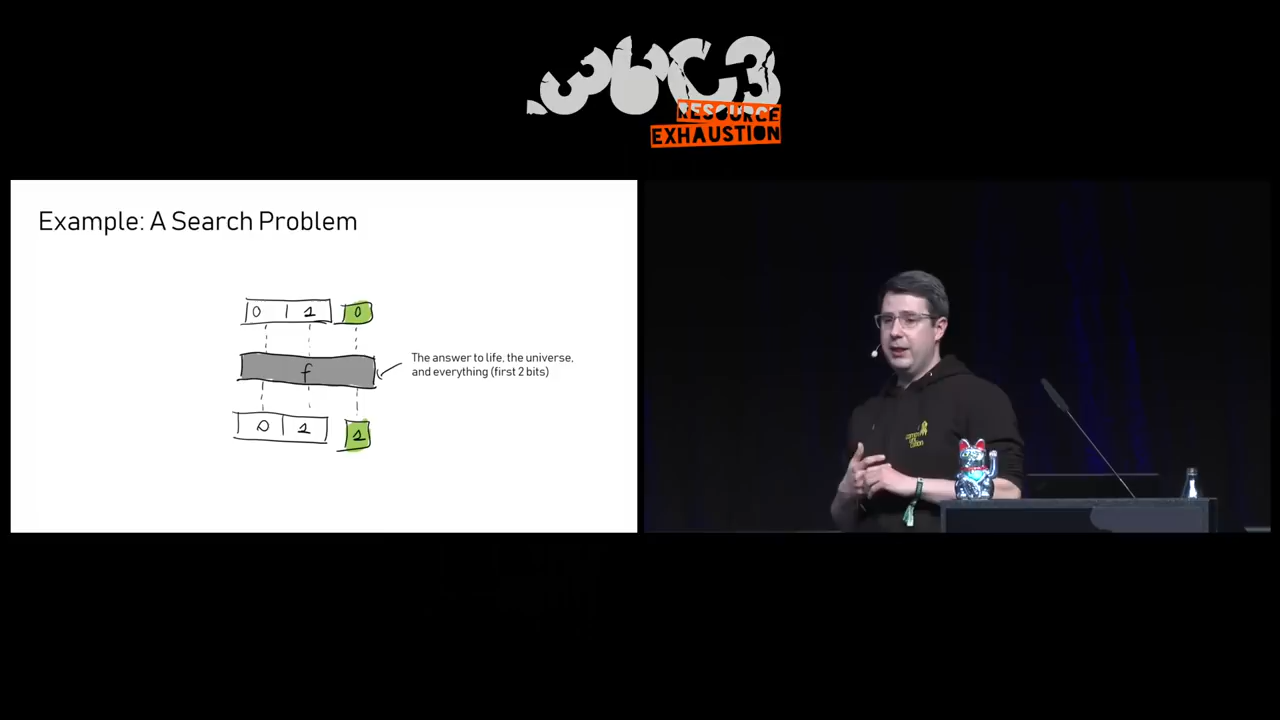 36C3
RESOURCE
EXHAUSTION
Example: A Search Problem
0 1 0
f
The answer to life, the universe,
and everything (first 2 bits)
0 1 1